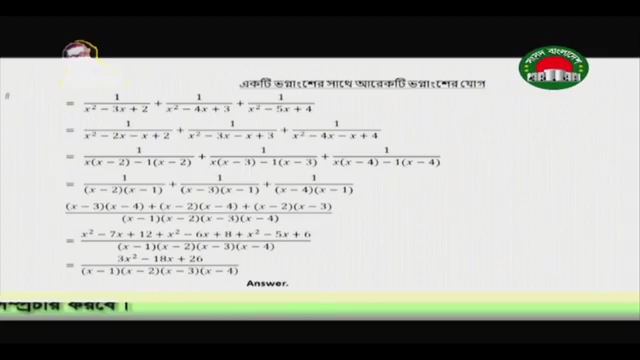 সংসদ বাংলাদেশ
একটি ভগ্নাংশের সাথে আরেকটি ভগ্নাংশের যোগ
= 1/(x² − 3x + 2) + 1/(x² − 4x + 3) + 1/(x² − 5x + 4)
= 1/(x² − 2x − x + 2) + 1/(x² − 3x − x + 3) + 1/(x² − 4x − x + 4)
= 1/(x(x − 2) − 1(x − 2)) + 1/(x(x − 3) − 1(x − 3)) + 1/(x(x − 4) − 1(x − 4))
= 1/((x − 2)(x − 1)) + 1/((x − 3)(x − 1)) + 1/((x − 4)(x − 1))
((x − 3)(x − 4) + (x − 2)(x − 4) + (x − 2)(x − 3))/((x − 1)(x − 2)(x − 3)(x − 4))
= (x² − 7x + 12 + x² − 6x + 8 + x² − 5x + 6)/((x − 1)(x − 2)(x − 3)(x − 4))
= (3x² − 18x + 26)/((x − 1)(x − 2)(x − 3)(x − 4))
Answer.
সম্প্রচার করবে ।